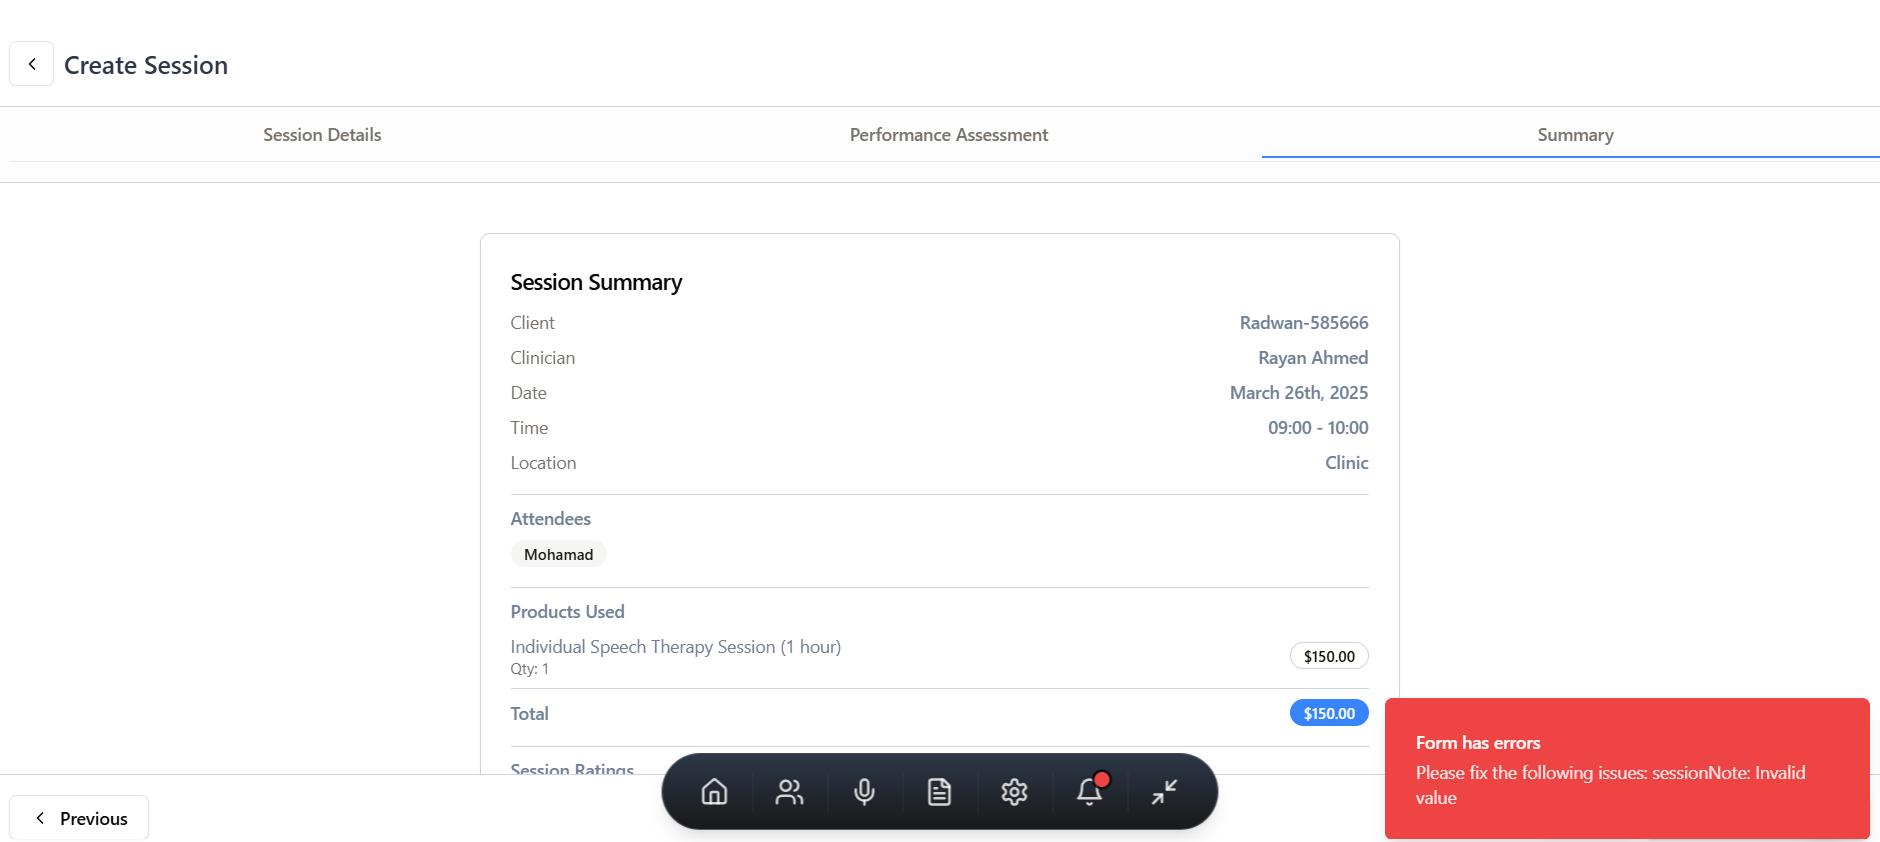 Create Session
Session Details
Performance Assessment
Summary
Session Summary
Client Radwan-585666
Clinician Rayan Ahmed
Date March 26th, 2025
Time 09:00 - 10:00
Location Clinic
Attendees
Mohamad
Products Used
Individual Speech Therapy Session (1 hour)
Qty: 1
$150.00
Total $150.00
Session Ratings
Previous
Form has errors
Please fix the following issues: sessionNote: Invalid
value